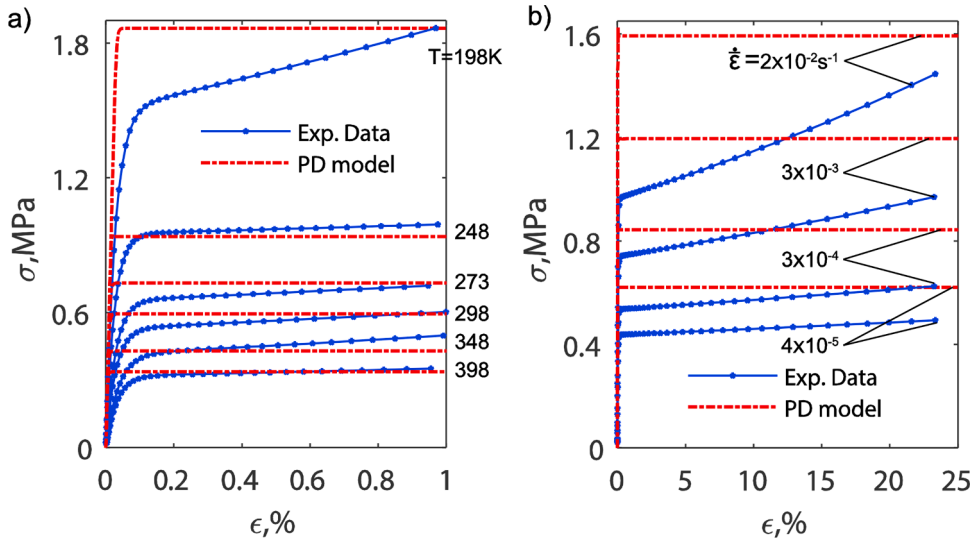 a)
1.8
1.2
0.6
0
σ,MPa
T=198K
Exp. Data
PD model
248
273
298
348
398
0 0.2 0.4 0.6 0.8 1
ϵ,%
b)
1.6
1.2
0.8
0.4
0
σ,MPa
ε̇=2x10⁻²s⁻¹
3x10⁻³
3x10⁻⁴
4x10⁻⁵
Exp. Data
PD model
0 5 10 15 20 25
ϵ,%